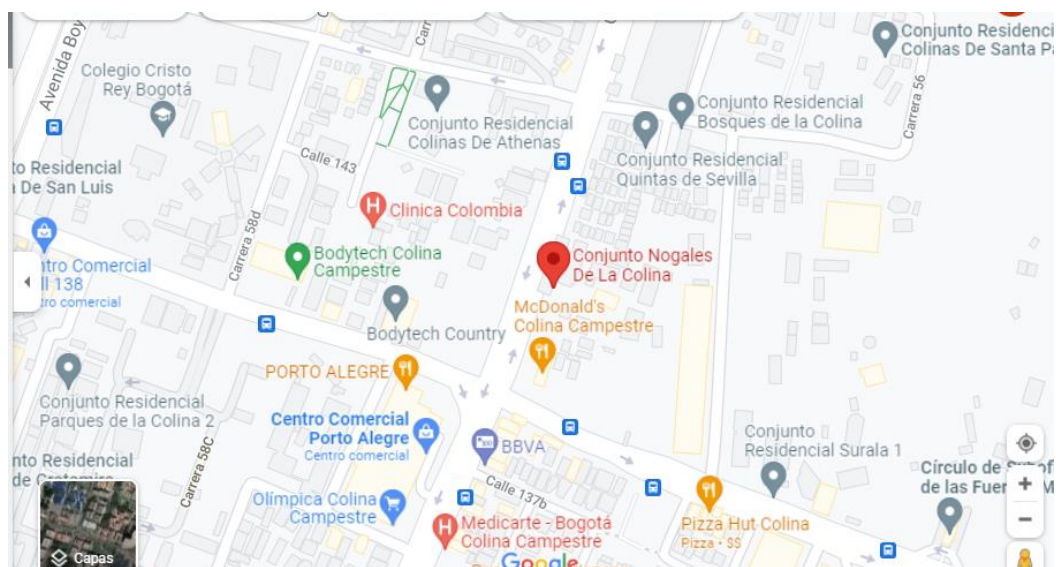 Conjunto Residenci
Colinas De Santa Pa
Avenida Boy
Colegio Cristo
Rey Bogotá
Conjunto Residencial
Colinas De Athenas
Conjunto Residencial
Bosques de la Colina
Carrera 56
Calle 143
Conjunto Residencial
Quintas de Sevilla
to Residencial
De San Luis
Clinica Colombia
Carrera 58d
Bodytech Colina
Campestre
Conjunto Nogales
De La Colina
ntro Comercial
ll 138
ro comercial
McDonald's
Colina Campestre
Bodytech Country
PORTO ALEGRE
Conjunto Residencial
Parques de la Colina 2
Centro Comercial
Porto Alegre
Centro comercial
BBVA
Conjunto
Residencial Surala 1
Carrera 58C
nto Residencial
Calle 137b
Círculo de
de las Fuer
Olímpica Colina
Campestre
Medicarte - Bogotá
Colina Campestre
Pizza Hut Colina
Pizza · $$
Capas
Google